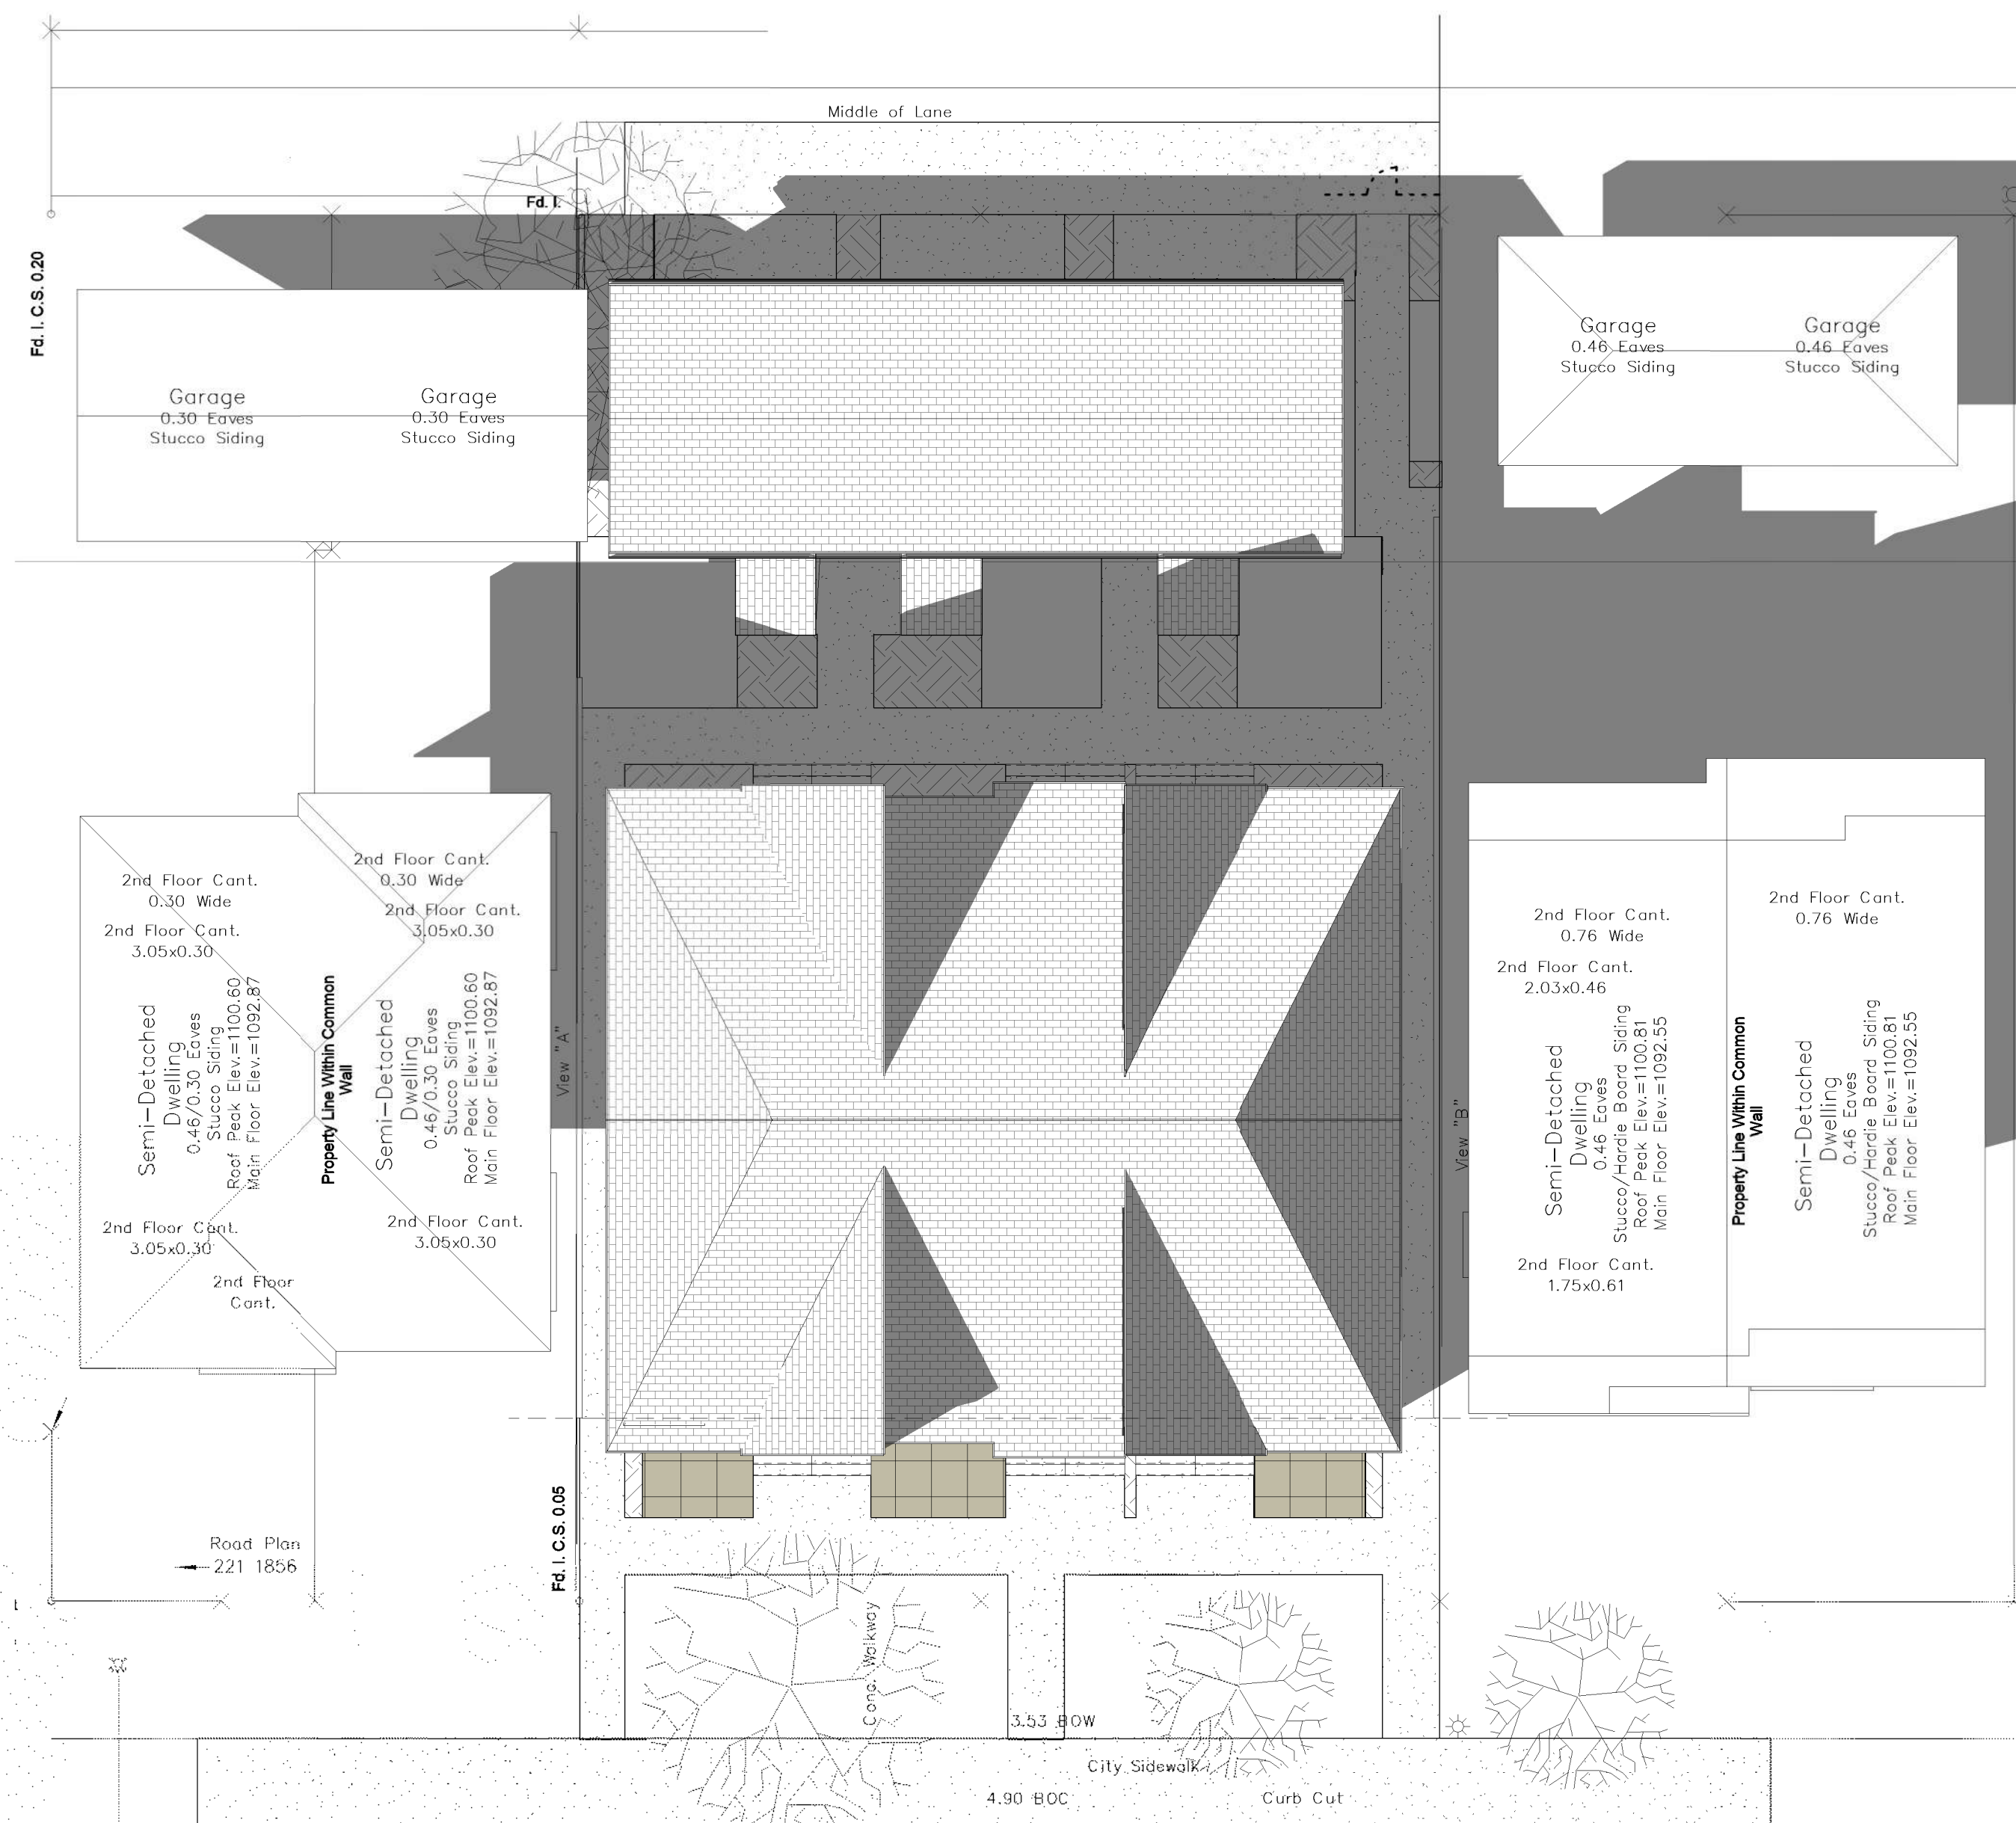 Middle of Lane
Fd. I.
Fd. I. C.S. 0.20
Garage
0.30 Eaves
Stucco Siding
Garage
0.30 Eaves
Stucco Siding
Garage
0.46 Eaves
Stucco Siding
Garage
0.46 Eaves
Stucco Siding
2nd Floor Cant.
0.30 Wide
2nd Floor Cant.
3.05x0.30
2nd Floor Cant.
0.30 Wide
2nd Floor Cant.
3.05x0.30
Semi-Detached
Dwelling
0.46/0.30 Eaves
Stucco Siding
Roof Peak Elev.=1100.60
Main Floor Elev.=1092.87
Property Line Within Common
Wall
Semi-Detached
Dwelling
0.46/0.30 Eaves
Stucco Siding
Roof Peak Elev.=1100.60
Main Floor Elev.=1092.87
View "A"
2nd Floor Cant.
3.05x0.30
2nd Floor
Cant.
2nd Floor Cant.
3.05x0.30
View "B"
2nd Floor Cant.
0.76 Wide
2nd Floor Cant.
2.03x0.46
2nd Floor Cant.
0.76 Wide
Semi-Detached
Dwelling
0.46 Eaves
Stucco/Hardie Board Siding
Roof Peak Elev.=1100.81
Main Floor Elev.=1092.55
Property Line Within Common
Wall
Semi-Detached
Dwelling
0.46 Eaves
Stucco/Hardie Board Siding
Roof Peak Elev.=1100.81
Main Floor Elev.=1092.55
2nd Floor Cant.
1.75x0.61
Fd. I. C.S. 0.05
Road Plan
221 1856
Conc. Walkway
3.53 BOW
City Sidewalk
4.90 BOC
Curb Cut